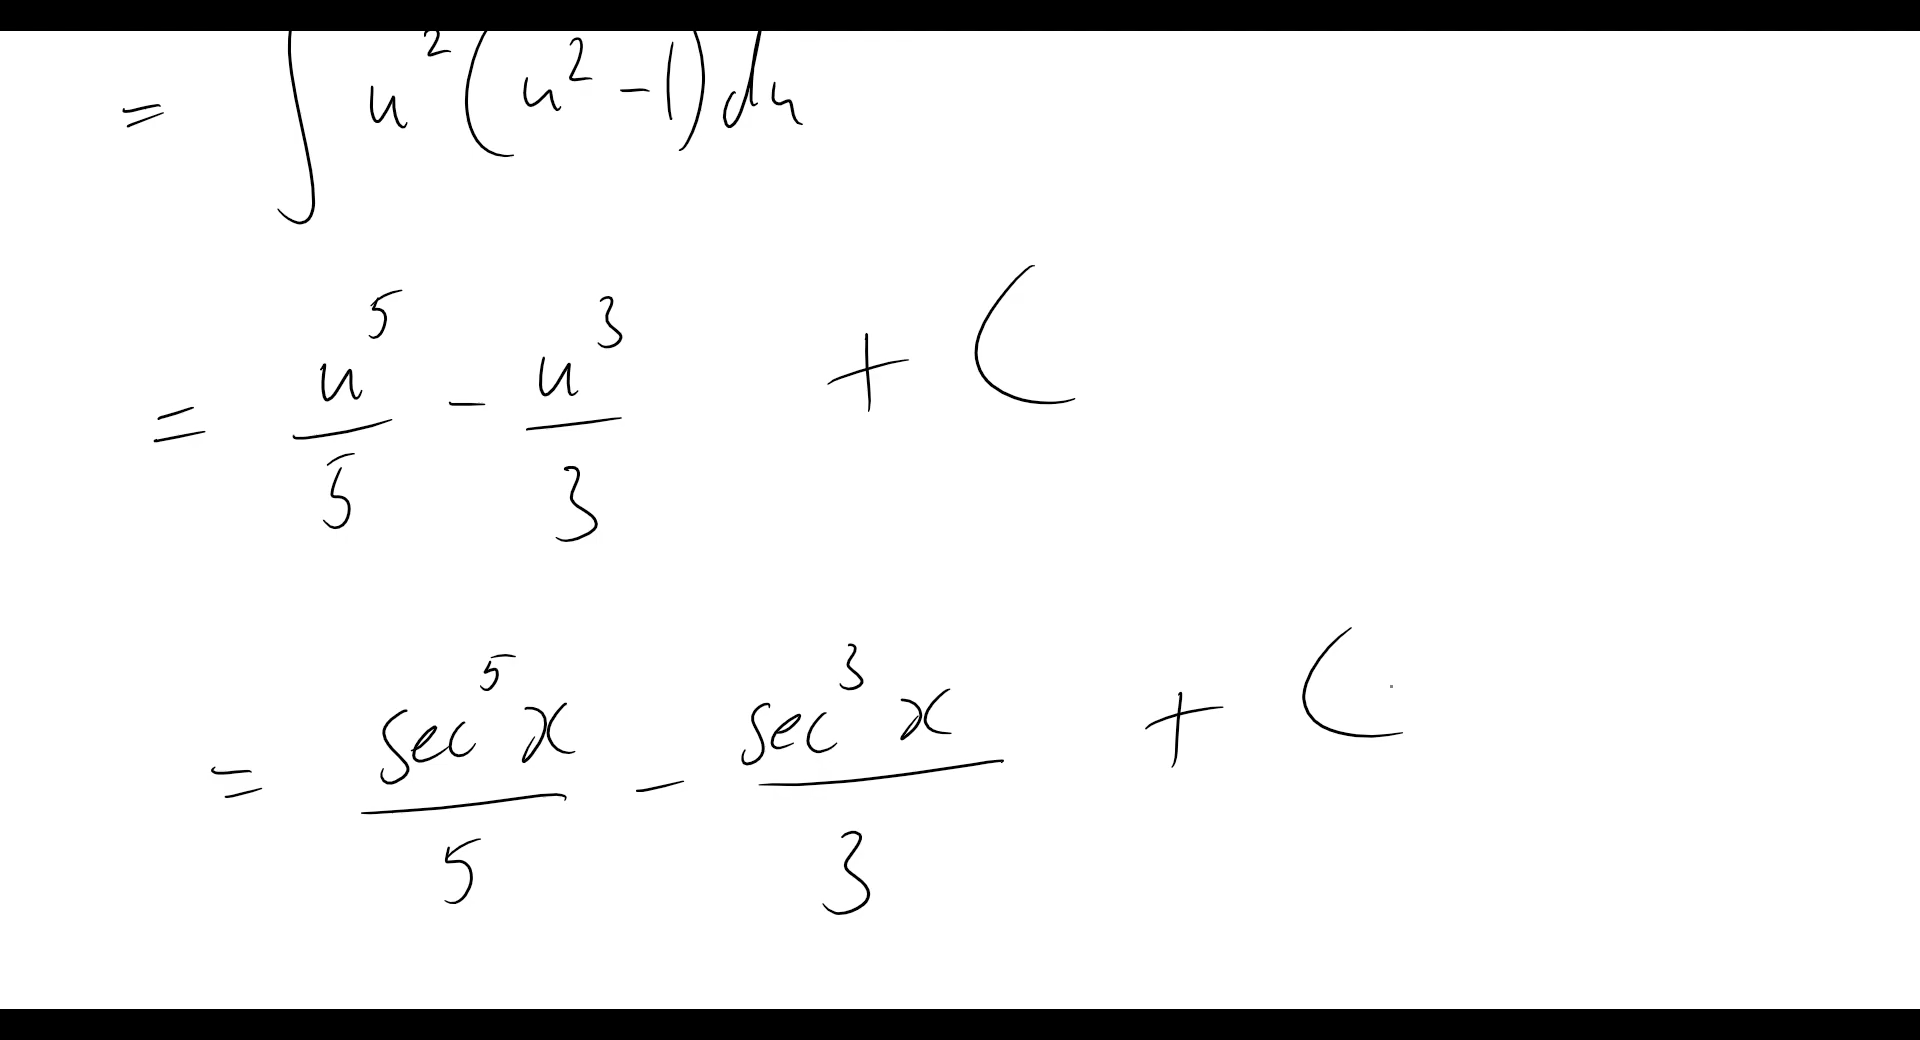 = ∫ u²(u²-1)du
= u⁵/5 - u³/3 + C
= sec⁵x/5 - sec³x/3 + C